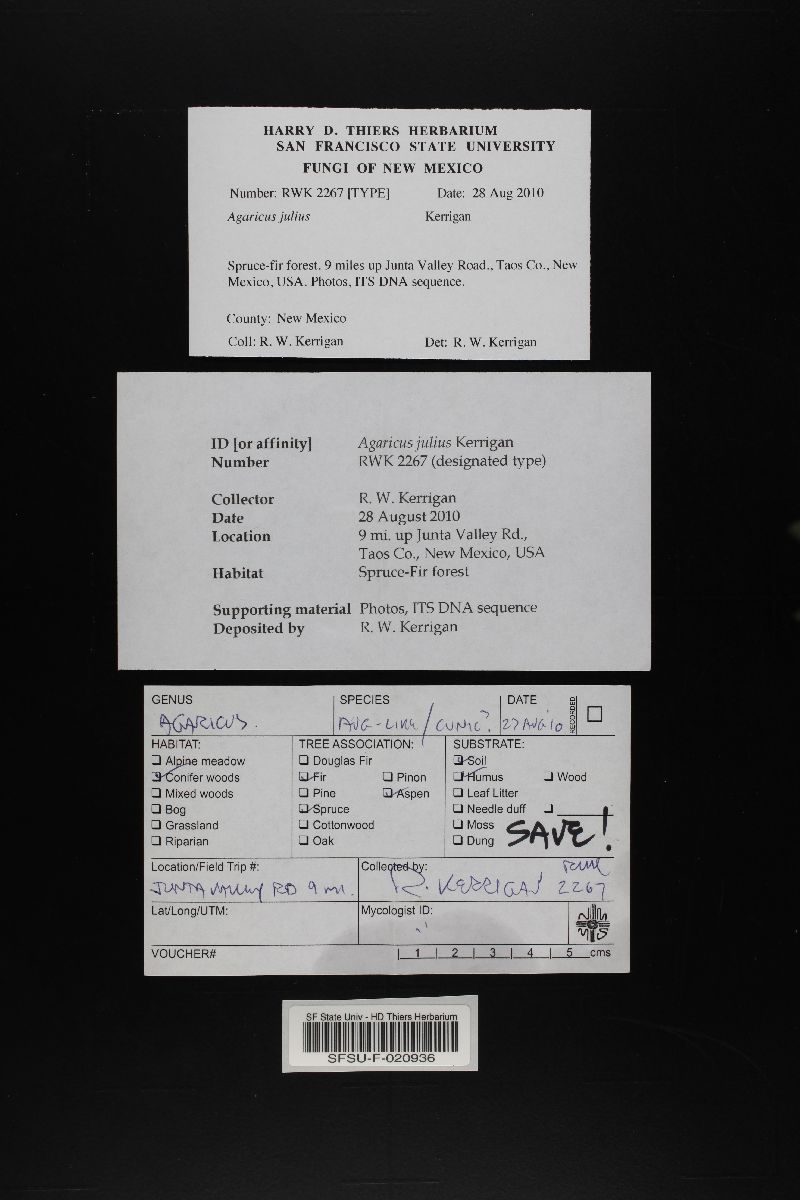 HARRY D. THIERS HERBARIUM
SAN FRANCISCO STATE UNIVERSITY
FUNGI OF NEW MEXICO
Number: RWK 2267 [TYPE] Date: 28 Aug 2010
Agaricus julius Kerrigan
Spruce-fir forest. 9 miles up Junta Valley Road., Taos Co., New
Mexico, USA. Photos, ITS DNA sequence.
County: New Mexico
Coll: R. W. Kerrigan Det: R. W. Kerrigan
ID [or affinity] Agaricus julius Kerrigan
Number RWK 2267 (designated type)
Collector R. W. Kerrigan
Date 28 August 2010
Location 9 mi. up Junta Valley Rd.,
Taos Co., New Mexico, USA
Habitat Spruce-Fir forest
Supporting material Photos, ITS DNA sequence
Deposited by R. W. Kerrigan
GENUS SPECIES DATE RECORDED
AGARICUS. AUG-LIKE/CUNIC? 27 AUG 10
HABITAT: TREE ASSOCIATION: SUBSTRATE:
Alpine meadow Douglas Fir Soil
Conifer woods Fir Pinon Humus Wood
Mixed woods Pine Aspen Leaf Litter
Bog Spruce Needle duff
Grassland Cottonwood Moss SAVE!
Riparian Oak Dung
Location/Field Trip #: Collected by: RWK
JUNTA VALLEY RD 9 mi. R. KERRIGAN 2267
Lat/Long/UTM: Mycologist ID:
NM
MS
VOUCHER# 1 2 3 4 5 cms
SF State Univ - HD Thiers Herbarium
SFSU-F-020936